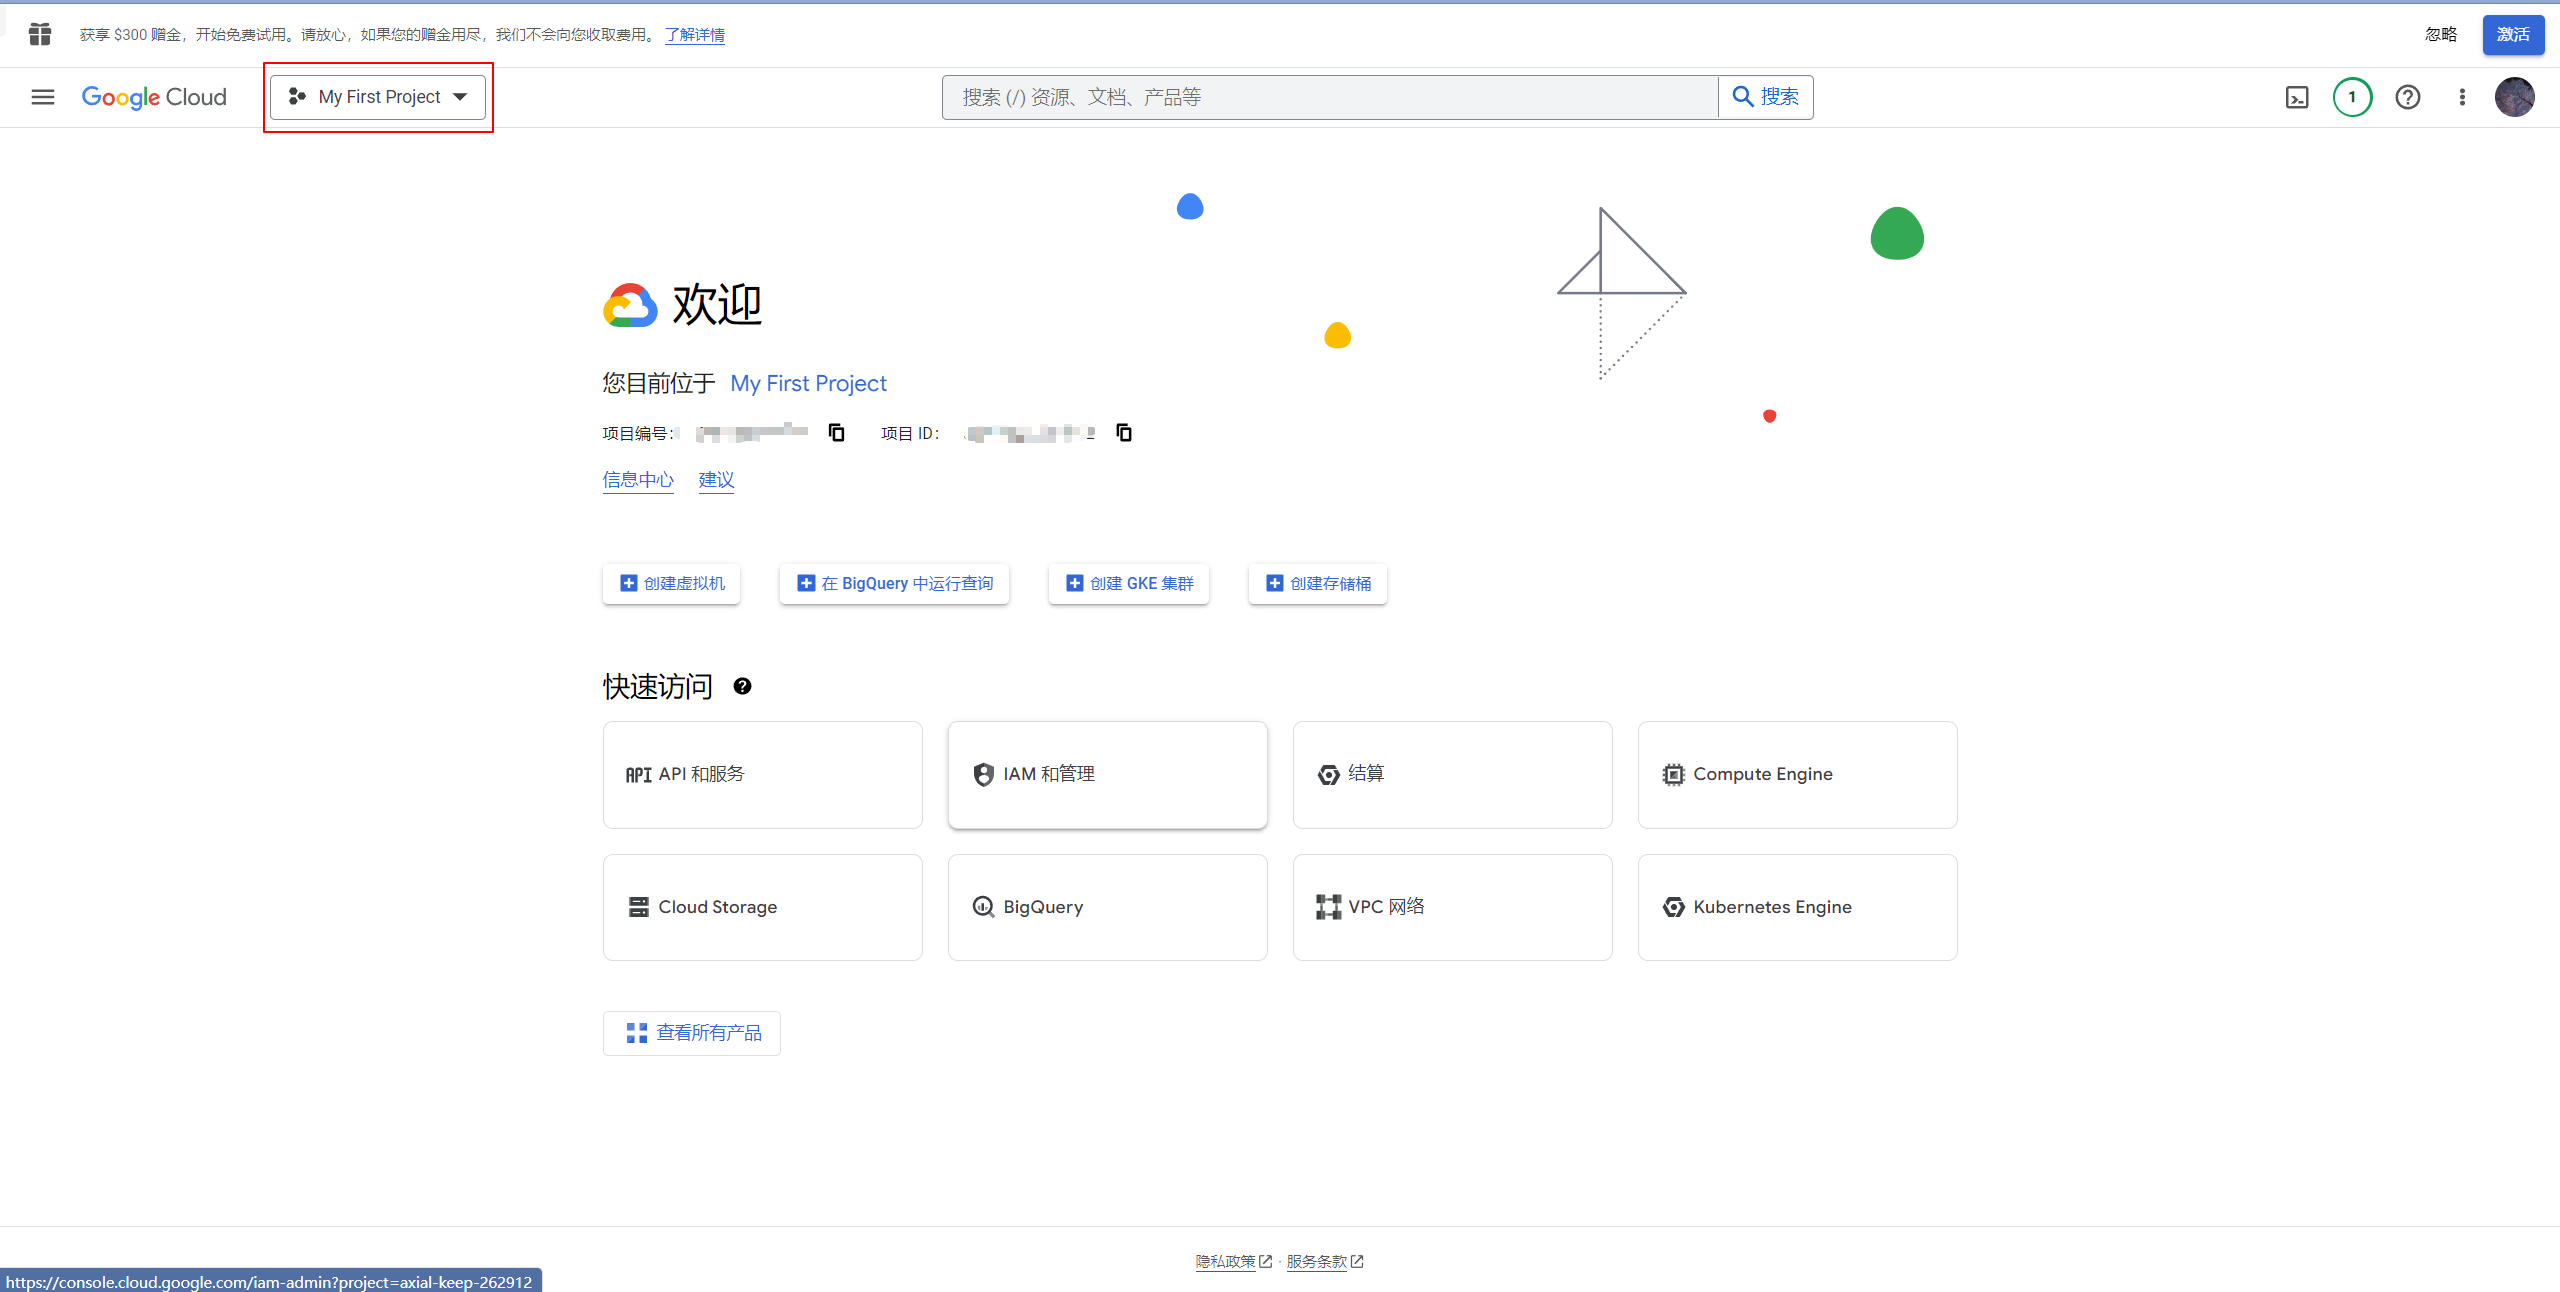 获享 $300 赠金，开始免费试用。请放心，如果您的赠金用尽，我们不会向您收取费用。 了解详情
忽略
激活
Google Cloud
My First Project
搜索 (/) 资源、文档、产品等
搜索
1
欢迎
您目前位于 My First Project
项目编号： 项目 ID：
信息中心 建议
创建虚拟机
在 BigQuery 中运行查询
创建 GKE 集群
创建存储桶
快速访问
API API 和服务
IAM 和管理
结算
Compute Engine
Cloud Storage
BigQuery
VPC 网络
Kubernetes Engine
查看所有产品
隐私政策 · 服务条款
https://console.cloud.google.com/iam-admin?project=axial-keep-262912